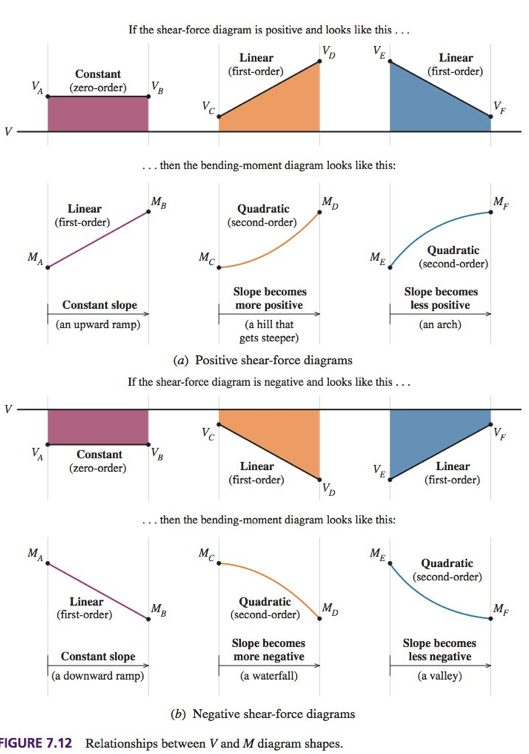 If the shear-force diagram is positive and looks like this . . .
V_A
Constant
(zero-order)
V_B
V_C
Linear
(first-order)
V_D
V_E
Linear
(first-order)
V_F
V
. . . then the bending-moment diagram looks like this:
M_A
Linear
(first-order)
M_B
M_C
Quadratic
(second-order)
M_D
M_E
Quadratic
(second-order)
M_F
Constant slope
(an upward ramp)
Slope becomes
more positive
(a hill that
gets steeper)
Slope becomes
less positive
(an arch)
(a) Positive shear-force diagrams
If the shear-force diagram is negative and looks like this . . .
V
V_A
Constant
(zero-order)
V_B
V_C
Linear
(first-order)
V_D
V_E
Linear
(first-order)
V_F
. . . then the bending-moment diagram looks like this:
M_A
Linear
(first-order)
M_B
M_C
Quadratic
(second-order)
M_D
M_E
Quadratic
(second-order)
M_F
Constant slope
(a downward ramp)
Slope becomes
more negative
(a waterfall)
Slope becomes
less negative
(a valley)
(b) Negative shear-force diagrams
FIGURE 7.12 Relationships between V and M diagram shapes.